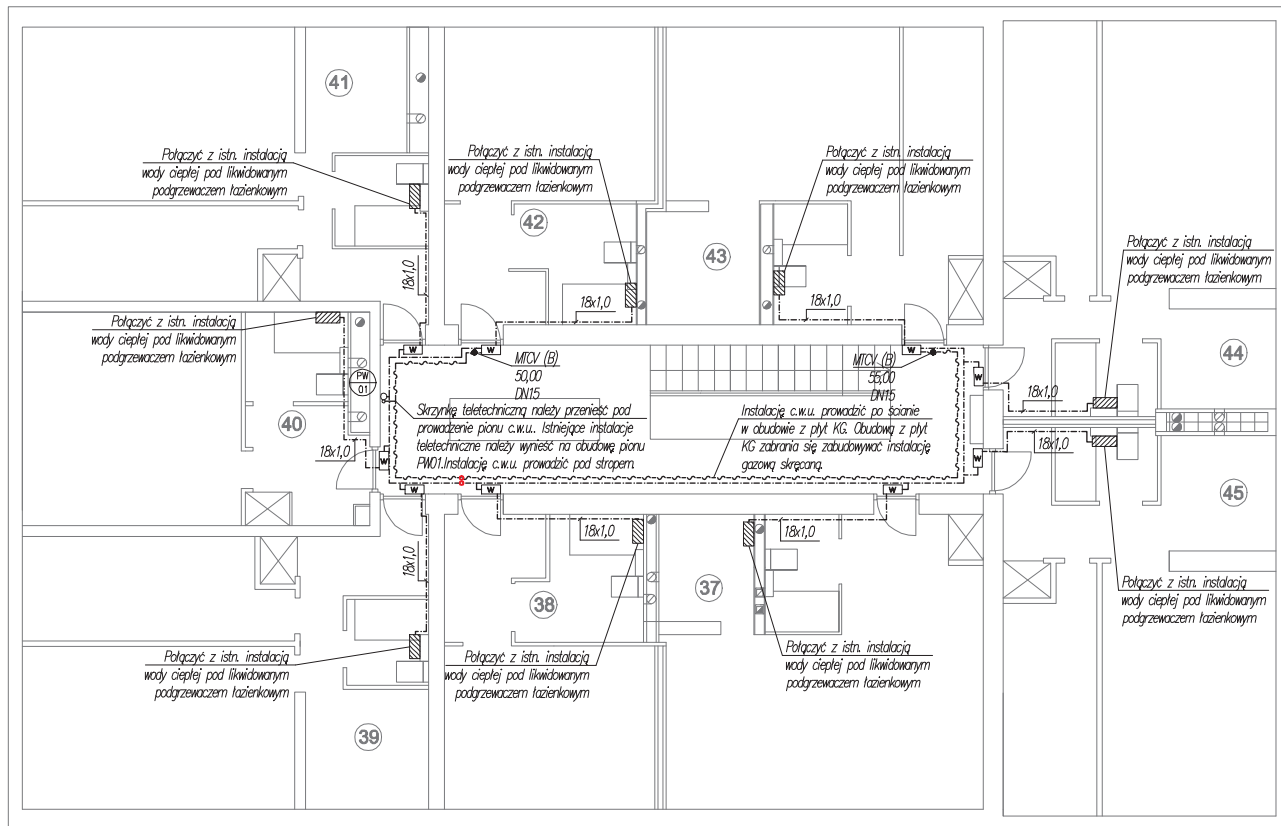 41
Połączyć z istn. instalacją
wody ciepłej pod likwidowanym
podgrzewaczem łazienkowym
Połączyć z istn. instalacją
wody ciepłej pod likwidowanym
podgrzewaczem łazienkowym
Połączyć z istn. instalacją
wody ciepłej pod likwidowanym
podgrzewaczem łazienkowym
42
43
Połączyć z istn. instalacją
wody ciepłej pod likwidowanym
podgrzewaczem łazienkowym
18x1,0
18x1,0
18x1,0
Połączyć z istn. instalacją
wody ciepłej pod likwidowanym
podgrzewaczem łazienkowym
W
W
W
MTCV (B)
50,00
DN15
MTCV (B)
55,00
DN15
W
44
PW
01
18x1,0
Skrzynkę teletechniczną należy przenieść pod
prowadzenie pionu c.w.u. Istniejące instalacje
teletechniczne należy wynieść na obudowę pionu
PW01.Instalację c.w.u. prowadzić pod stropem.
Instalację c.w.u. prowadzić po ścianie
w obudowie z płyt KG. Obudową z płyt
KG zabrania się zabudowywać instalację
gazową skręcaną.
40
18x1,0
18x1,0
W
W
8
W
W
W
45
18x1,0
18x1,0
18x1,0
38
37
Połączyć z istn. instalacją
wody ciepłej pod likwidowanym
podgrzewaczem łazienkowym
Połączyć z istn. instalacją
wody ciepłej pod likwidowanym
podgrzewaczem łazienkowym
Połączyć z istn. instalacją
wody ciepłej pod likwidowanym
podgrzewaczem łazienkowym
Połączyć z istn. instalacją
wody ciepłej pod likwidowanym
podgrzewaczem łazienkowym
39